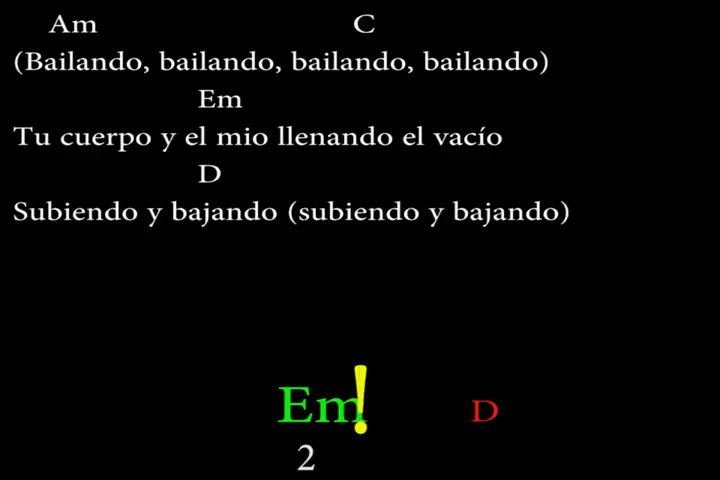 Am C
(Bailando, bailando, bailando, bailando)
Em
Tu cuerpo y el mio llenando el vacío
D
Subiendo y bajando (subiendo y bajando)
Em! D
2